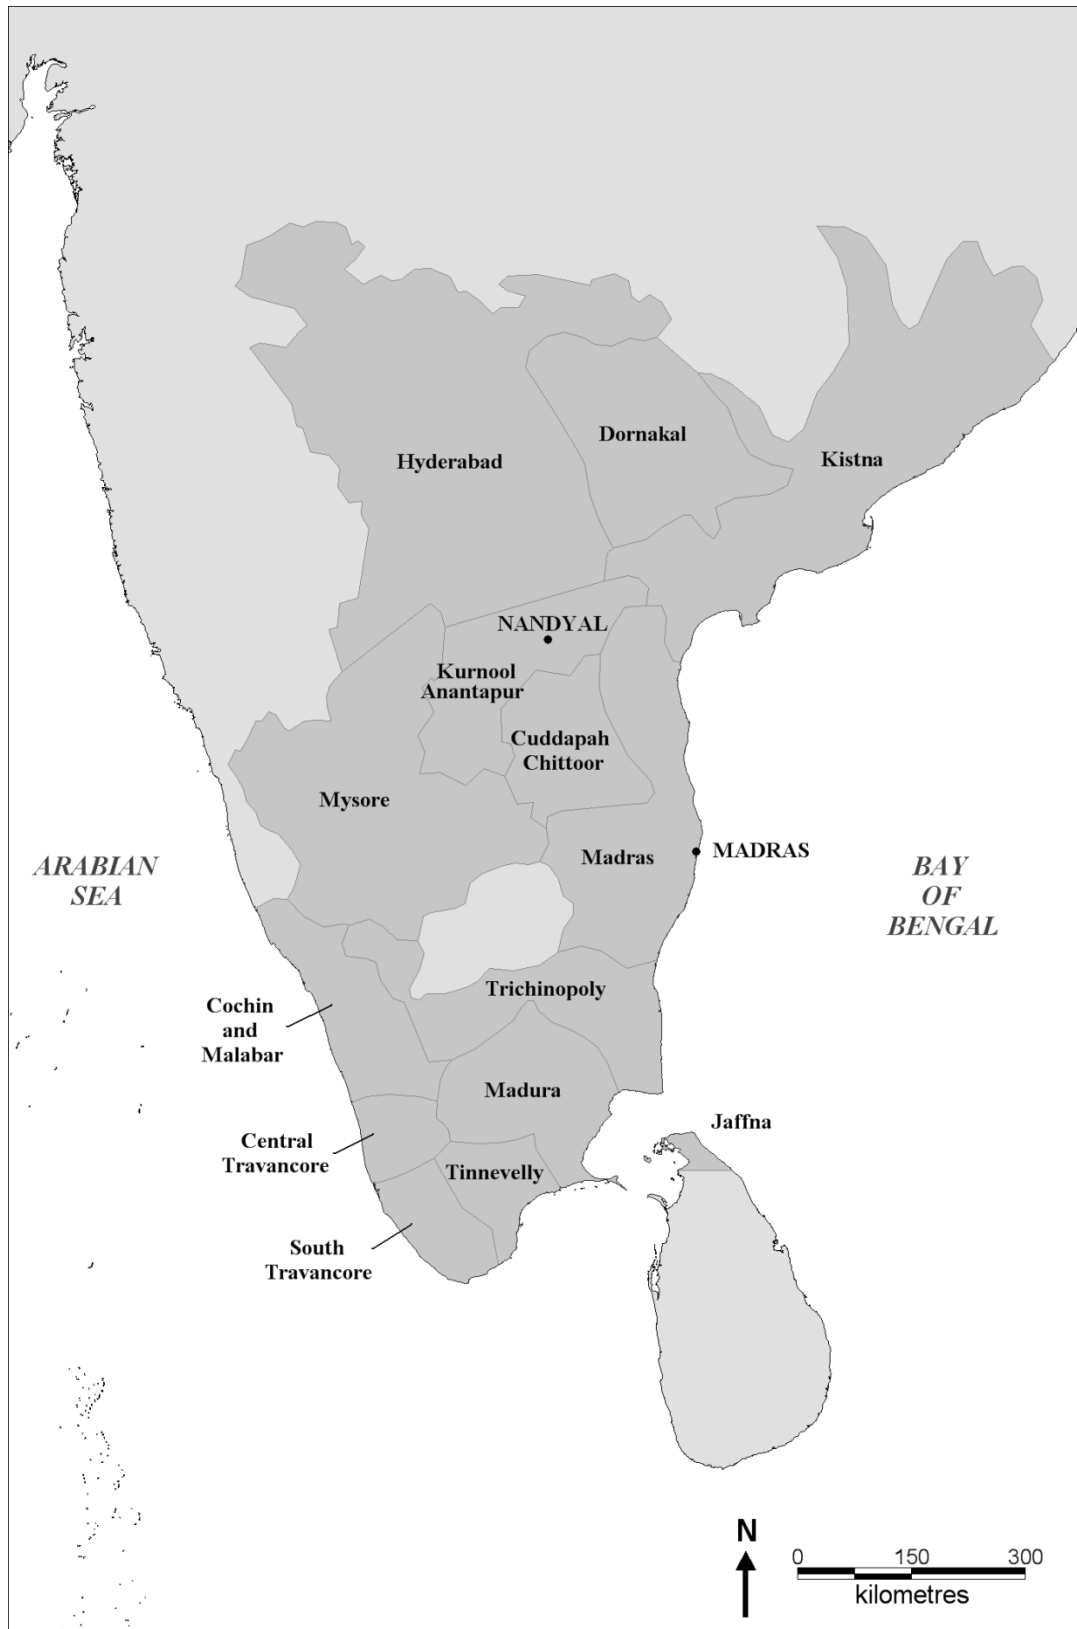 Dornakal
Hyderabad
Kistna
NANDYAL
Kurnool
Anantapur
Cuddapah
Chittoor
Mysore
ARABIAN
SEA
Madras
MADRAS
BAY
OF
BENGAL
Trichinopoly
Cochin
and
Malabar
Madura
Jaffna
Central
Travancore
Tinnevelly
South
Travancore
N
0 150 300
kilometres